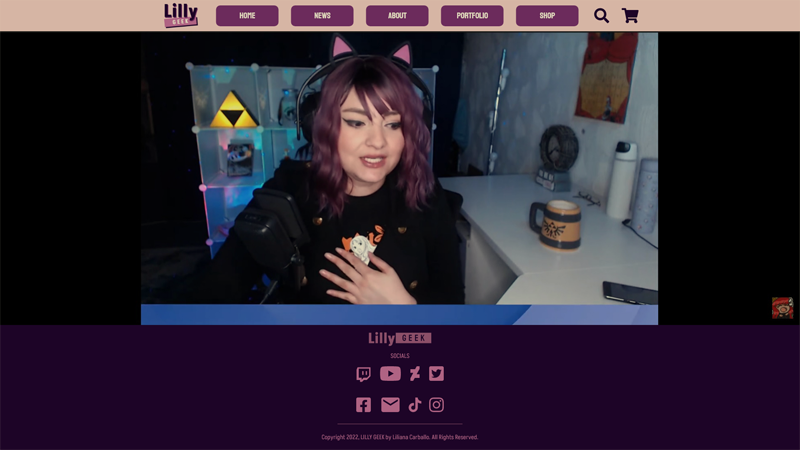 Lilly
GEEK
HOME
NEWS
ABOUT
PORTFOLIO
SHOP
Lilly GEEK
SOCIALS
Copyright 2022, LILLY GEEK by Liliana Carballo. All Rights Reserved.